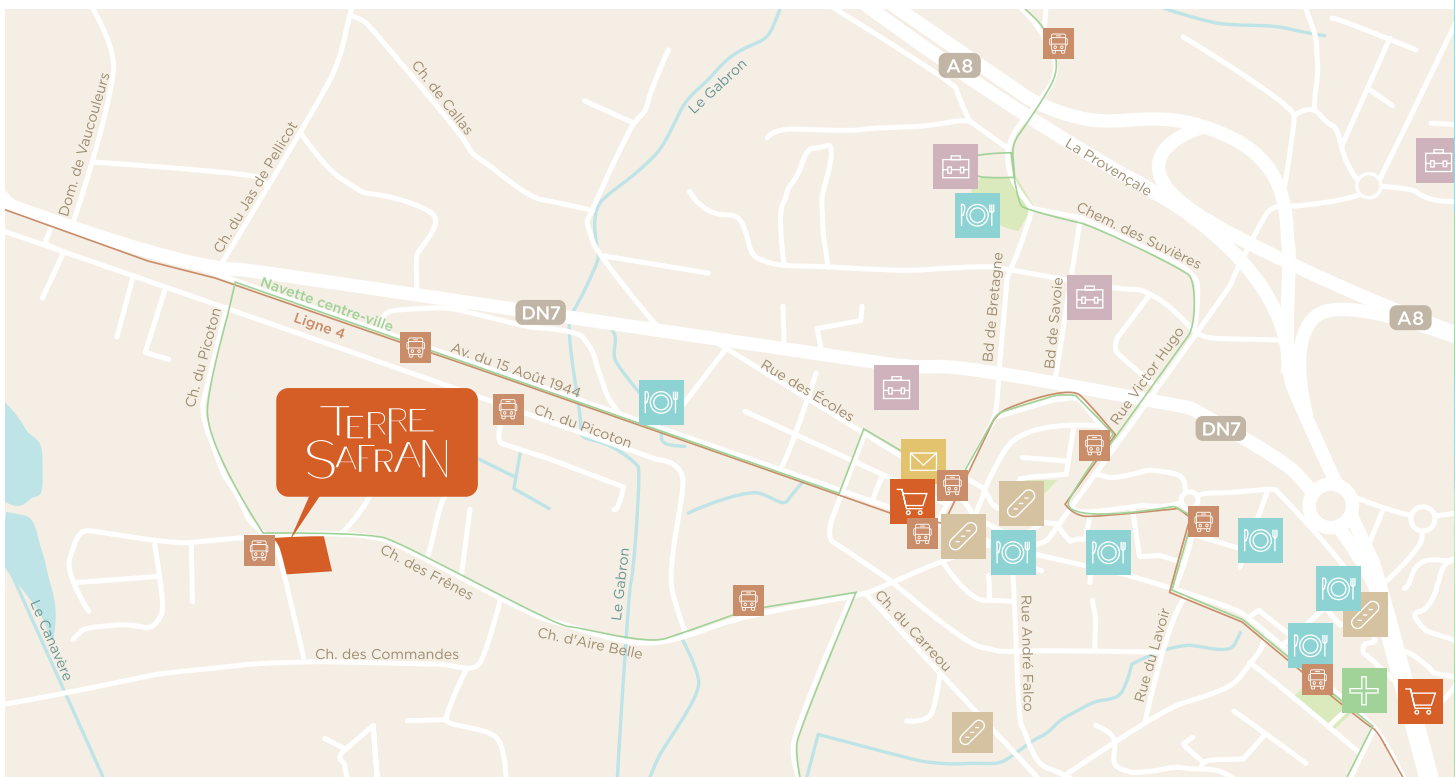 A8
Le Gabron
Ch. de Callas
Dom. de Vaucouleurs
Ch. du Jas de Pellicot
La Provençale
Chem. des Suvières
Navette centre-ville
Ligne 4
DN7
Bd de Bretagne
Bd de Savoie
A8
Ch. du Picoton
Av. du 15 Août 1944
Rue des Écoles
Rue Victor Hugo
Ch. du Picoton
DN7
TERRE
SAFRAN
Ch. des Frênes
Le Gabron
Le Canavère
Ch. d'Aire Belle
Ch. des Commandes
Ch. du Carreou
Rue André Falco
Rue du Lavoir